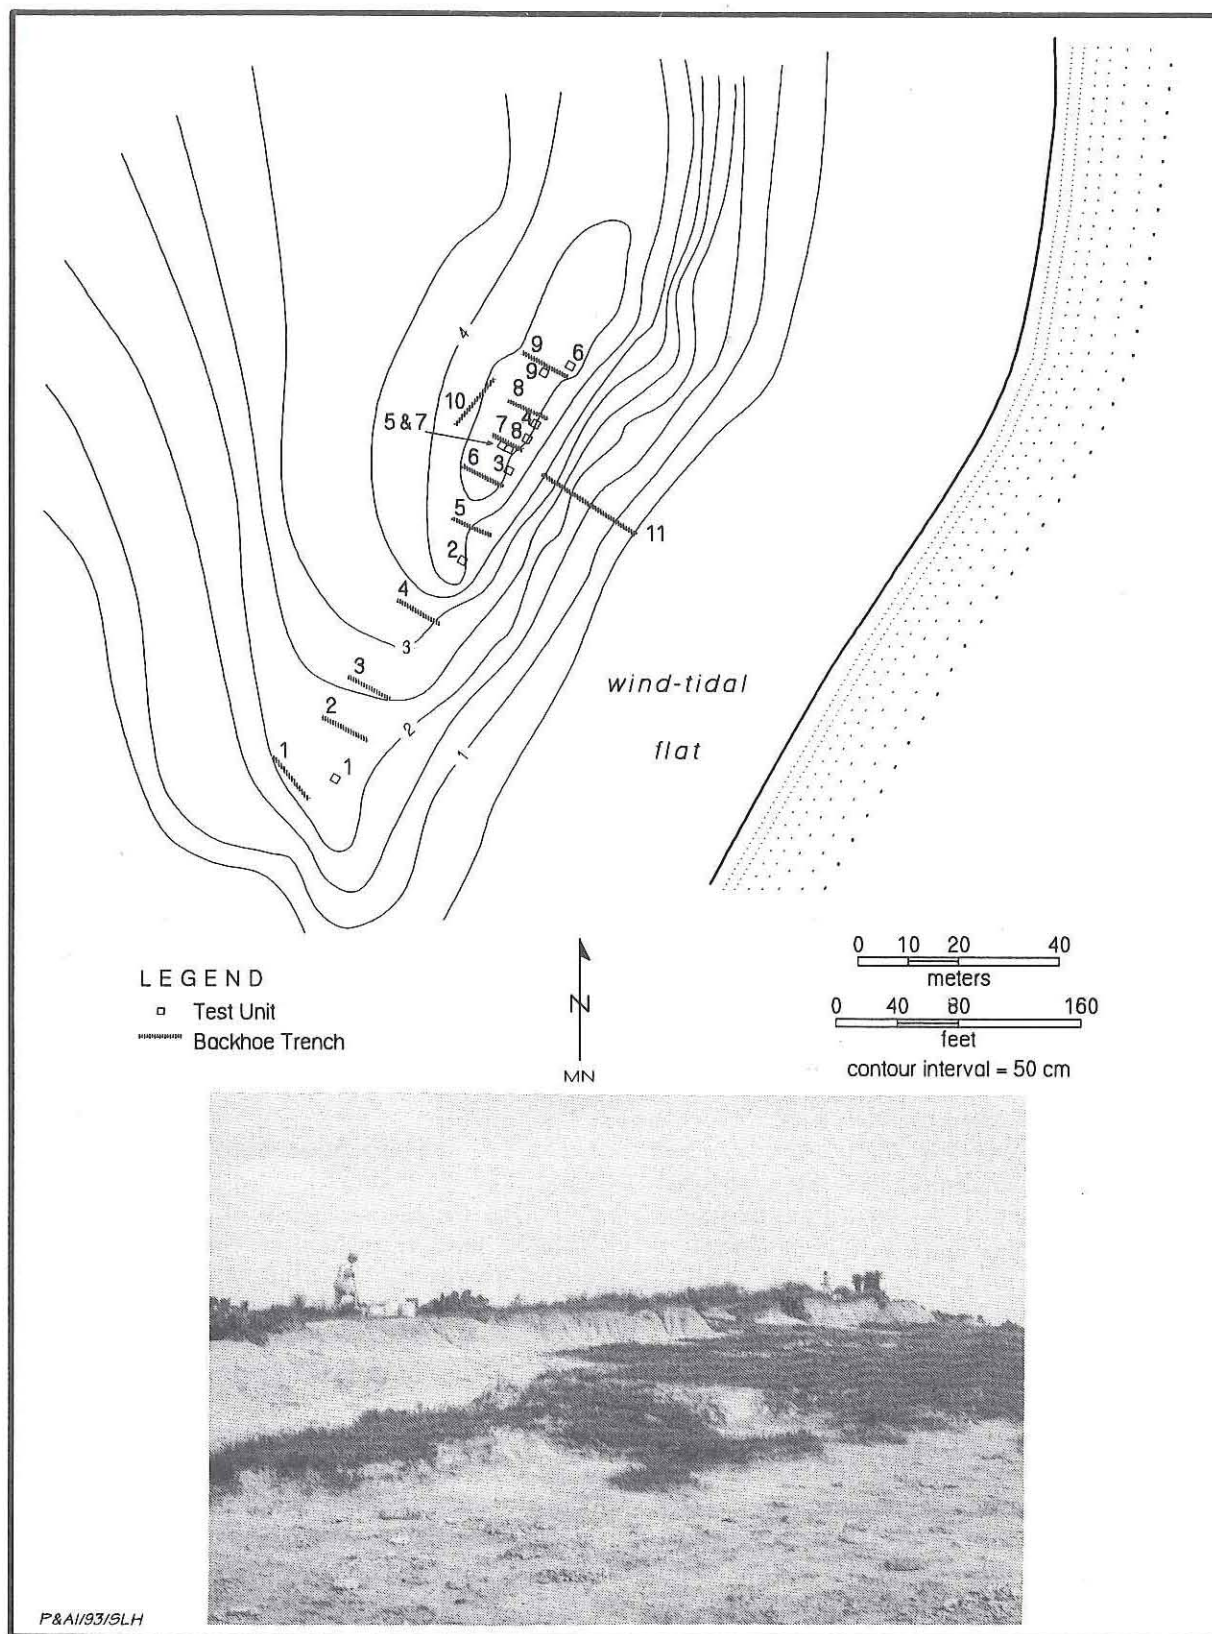 4
9
6
9
10
8
4
5 & 7
7
8
6
3
5
11
2
4
3
3
wind-tidal
2
2
flat
1
1
1
0 10 20 40
LEGEND
meters
Test Unit
N
0 40 80 160
Backhoe Trench
feet
MN
contour interval = 50 cm
P&AI/93/SLH